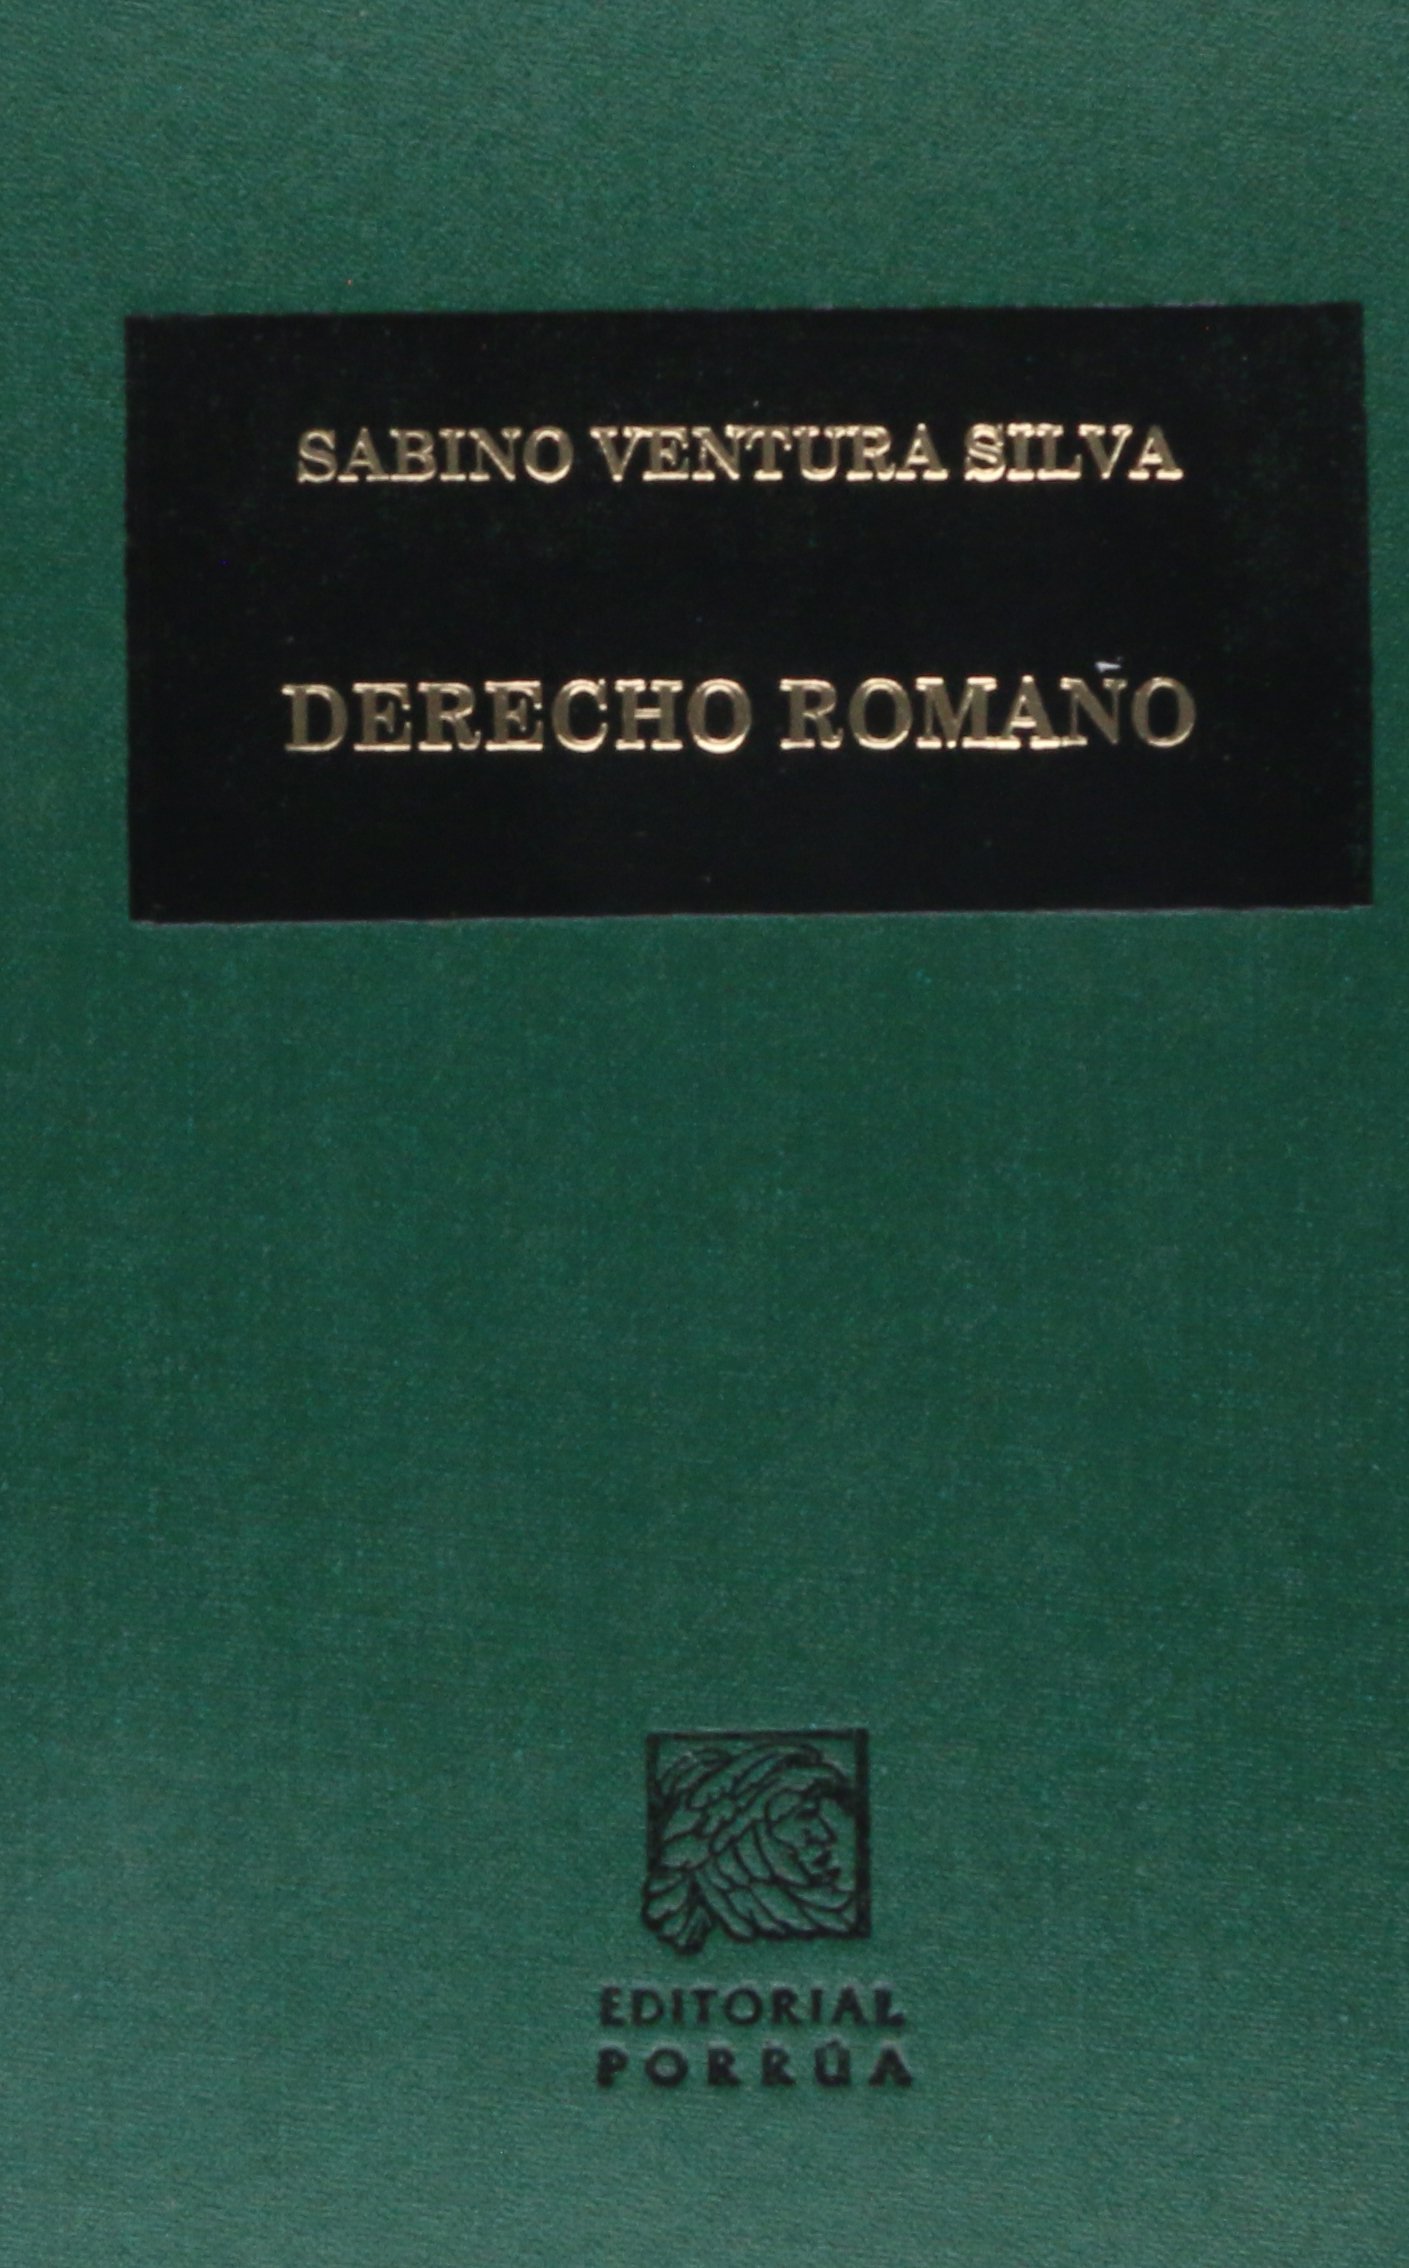 SABINO VENTURA SILVA
DERECHO ROMANO
EDITORIAL
PORRÚA